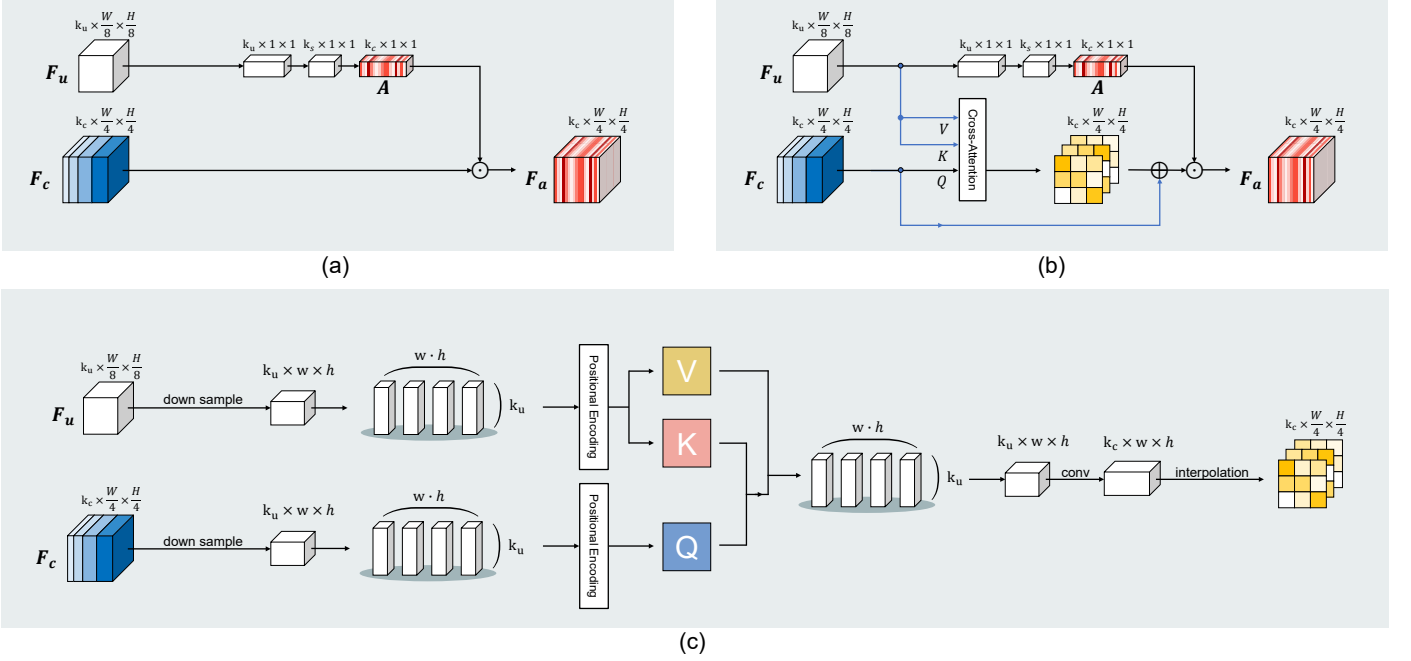 k_u × W/8 × H/8
F_u
k_u × 1 × 1
k_s × 1 × 1
k_c × 1 × 1
A
k_c × W/4 × H/4
F_c
k_c × W/4 × H/4
F_a
(a)
k_u × W/8 × H/8
F_u
k_u × 1 × 1
k_s × 1 × 1
k_c × 1 × 1
A
k_c × W/4 × H/4
F_c
V
K
Q
Cross-Attention
k_c × W/4 × H/4
k_c × W/4 × H/4
F_a
(b)
k_u × W/8 × H/8
F_u
down sample
k_u × w × h
w · h
k_u
Positional Encoding
V
K
k_c × W/4 × H/4
F_c
down sample
k_u × w × h
w · h
k_u
Positional Encoding
Q
w · h
k_u
k_u × w × h
conv
k_c × w × h
interpolation
k_c × W/4 × H/4
(c)